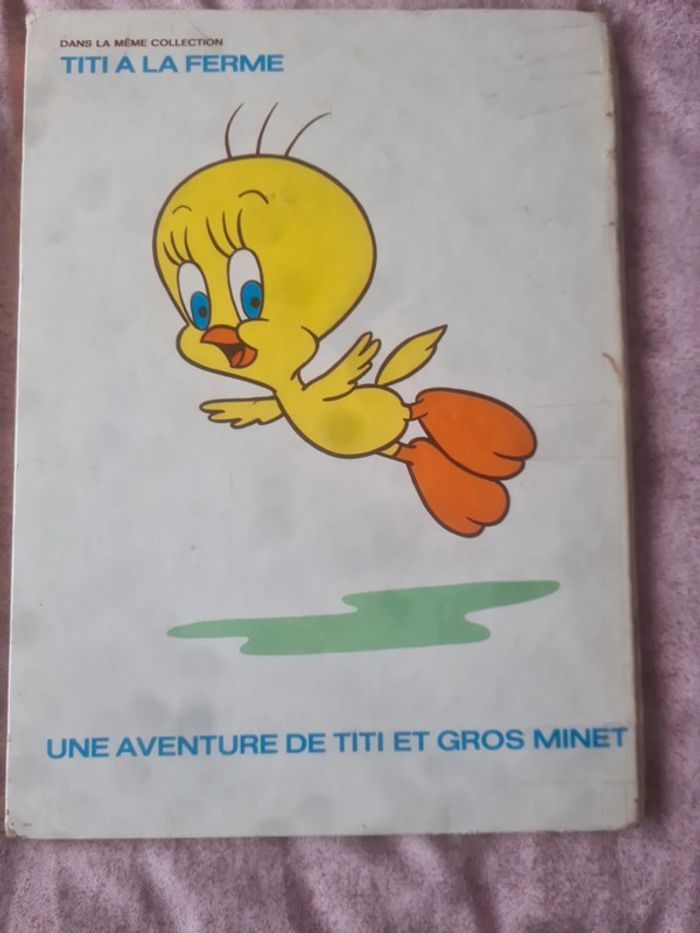 DANS LA MÊME COLLECTION
TITI A LA FERME
UNE AVENTURE DE TITI ET GROS MINET